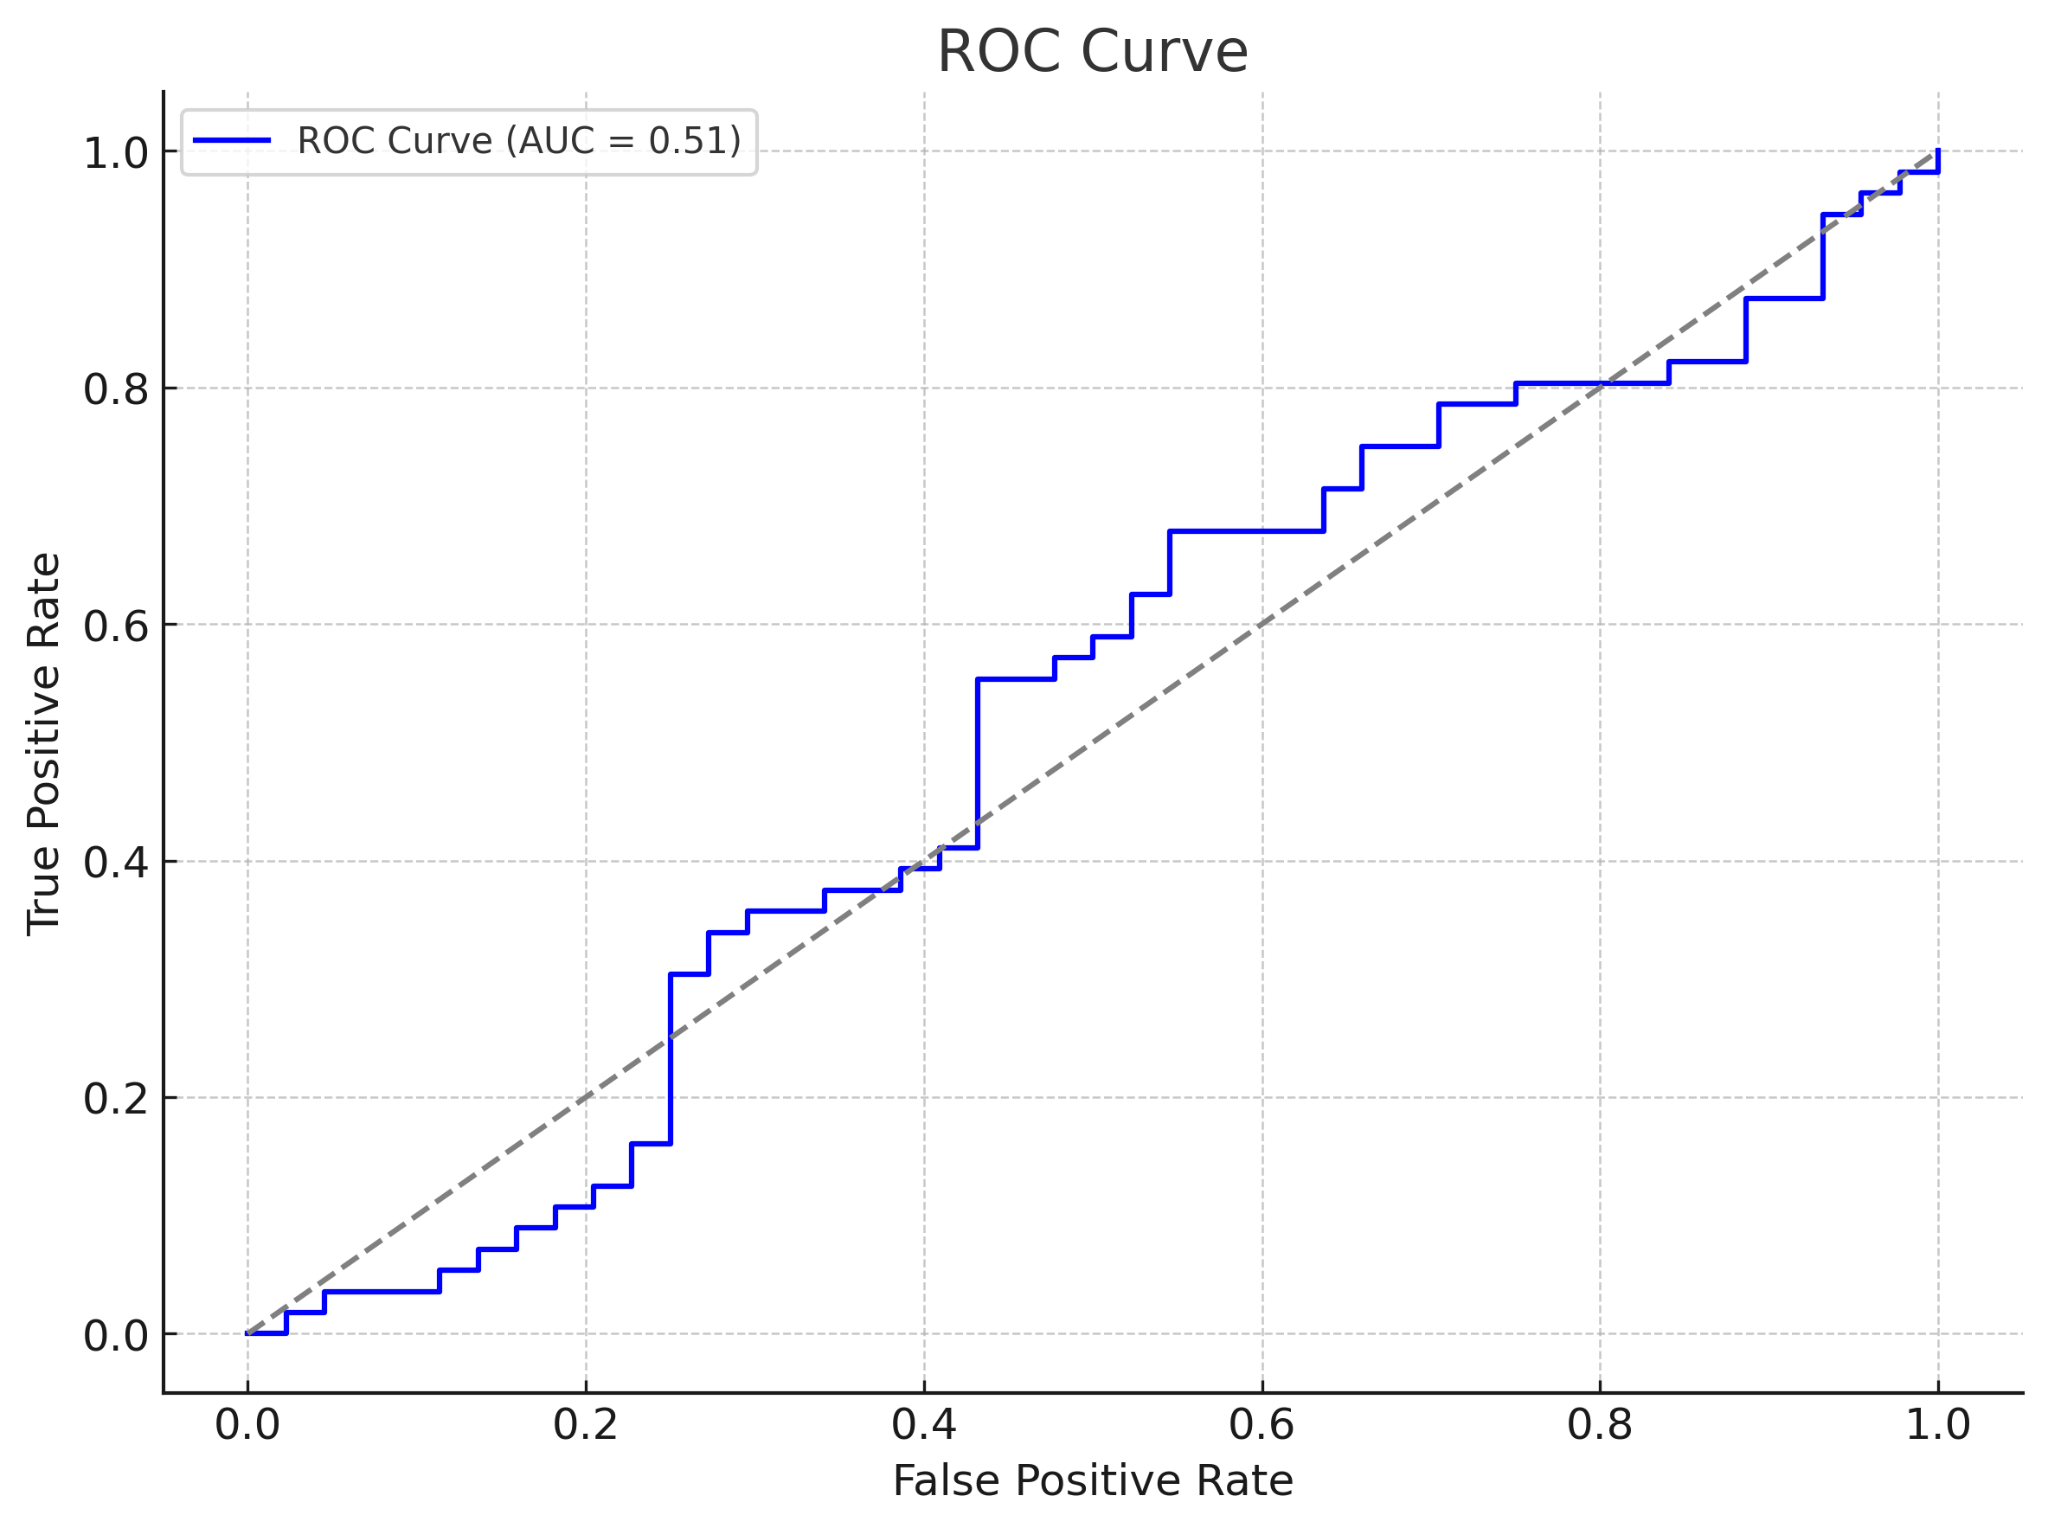 ROC Curve
ROC Curve (AUC = 0.51)
1.0
0.8
0.6
0.4
0.2
0.0
True Positive Rate
0.0 0.2 0.4 0.6 0.8 1.0
False Positive Rate